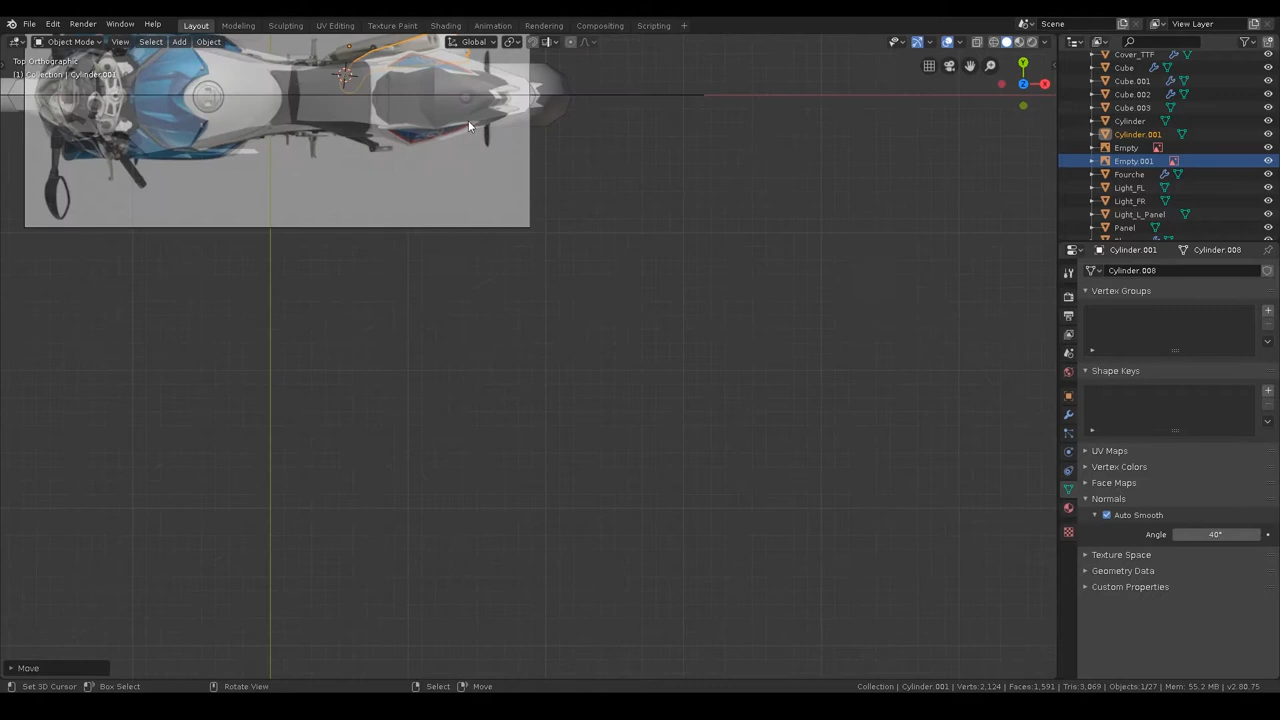 File Edit Render Window Help Layout Modeling Sculpting UV Editing Texture Paint Shading Animation Rendering Compositing Scripting + Scene View Layer
Object Mode View Select Add Object Global
Top Orthographic
(1) Collection | Cylinder.001
Cover_TTF
Cube
Cube.001
Cube.002
Cube.003
Cylinder
Cylinder.001
Empty
Empty.001
Fourche
Light_FL
Light_FR
Light_L_Panel
Panel
Cylinder.001 Cylinder.008
Cylinder.008
Vertex Groups
Shape Keys
UV Maps
Vertex Colors
Face Maps
Normals
Auto Smooth
Angle 40°
Texture Space
Geometry Data
Custom Properties
Move
Set 3D Cursor Box Select Rotate View Select Move Collection | Cylinder.001 | Verts:2,124 | Faces:1,591 | Tris:3,069 | Objects:1/27 | Mem: 55.2 MB | v2.80.75